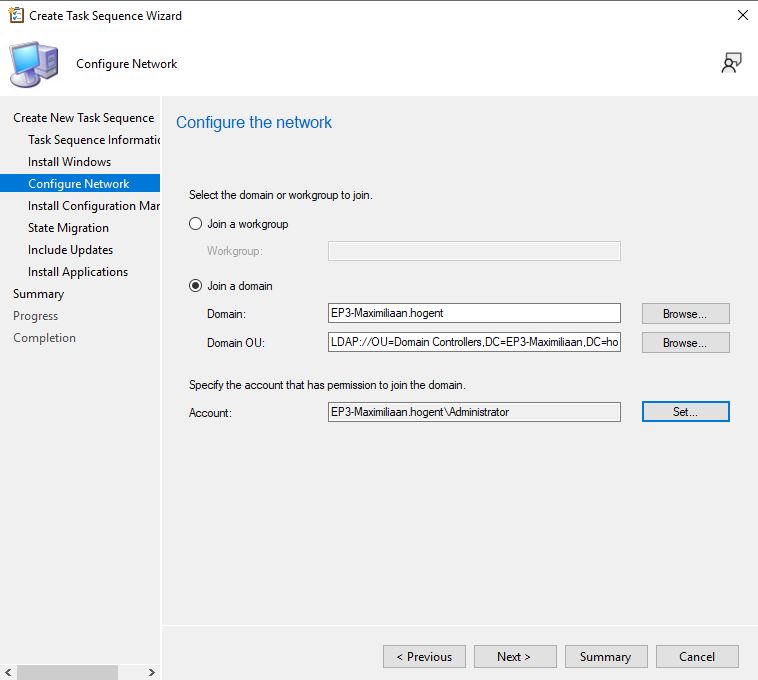 Create Task Sequence Wizard
Configure Network
Create New Task Sequence
Task Sequence Informatic
Install Windows
Configure Network
Install Configuration Mar
State Migration
Include Updates
Install Applications
Summary
Progress
Completion
Configure the network
Select the domain or workgroup to join.
Join a workgroup
Workgroup:
Join a domain
Domain: EP3-Maximiliaan.hogent Browse...
Domain OU: LDAP://OU=Domain Controllers,DC=EP3-Maximiliaan,DC=ho Browse...
Specify the account that has permission to join the domain.
Account: EP3-Maximiliaan.hogent\Administrator Set...
< Previous Next > Summary Cancel